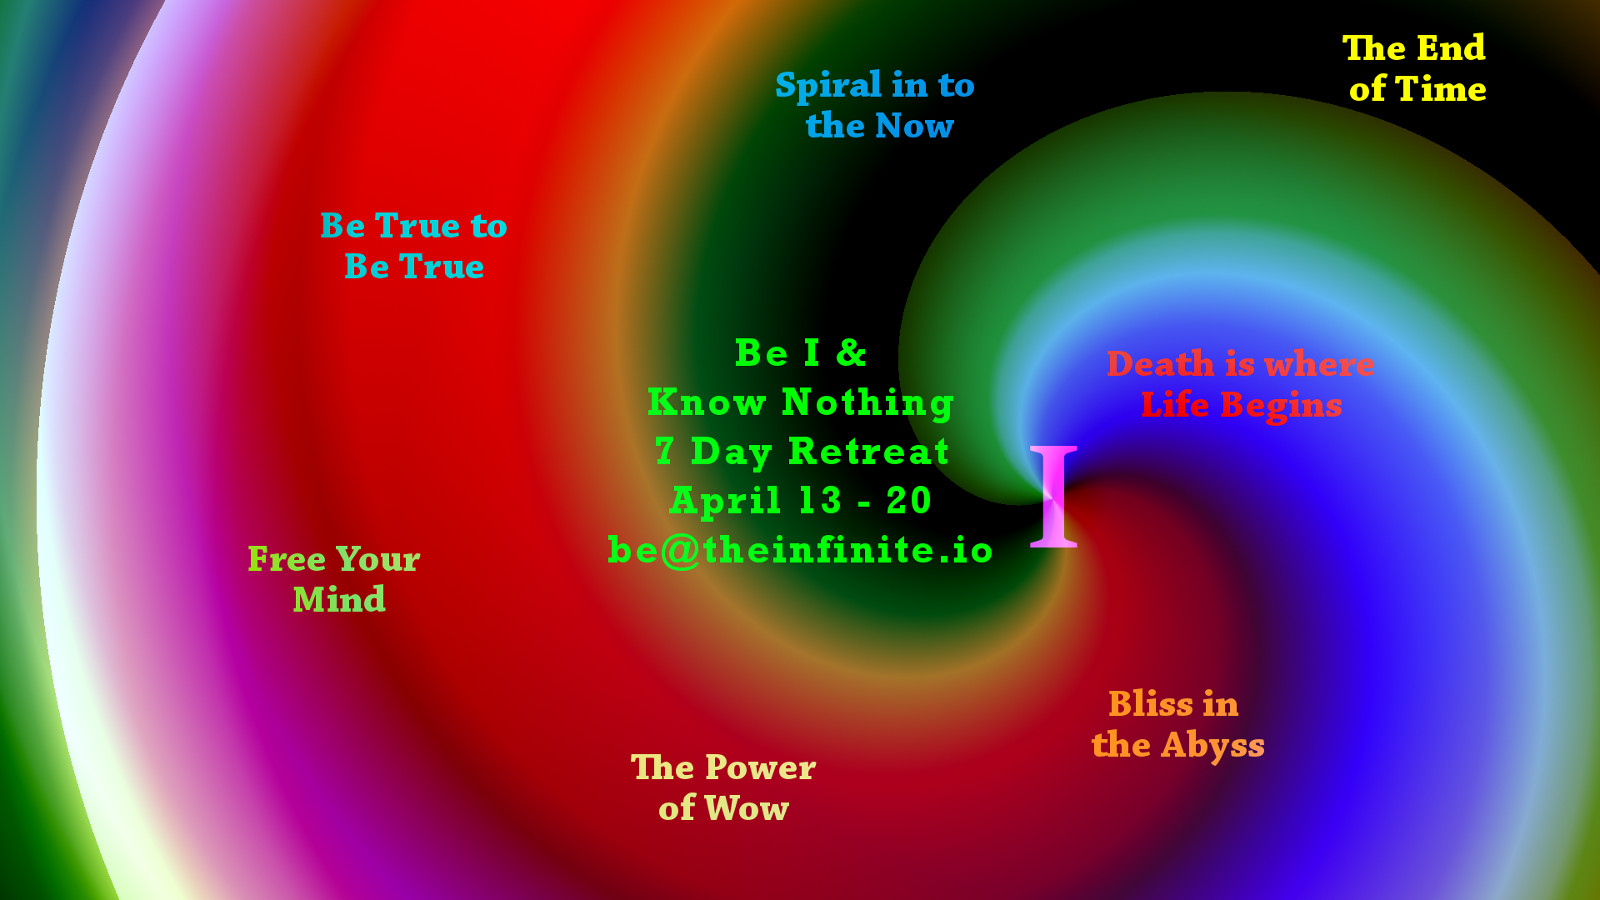 The End
of Time
Spiral in to
the Now
Be True to
Be True
Be I &
Know Nothing
7 Day Retreat
April 13 - 20
be@theinfinite.io
Death is where
Life Begins
I
Free Your
Mind
Bliss in
the Abyss
The Power
of Wow